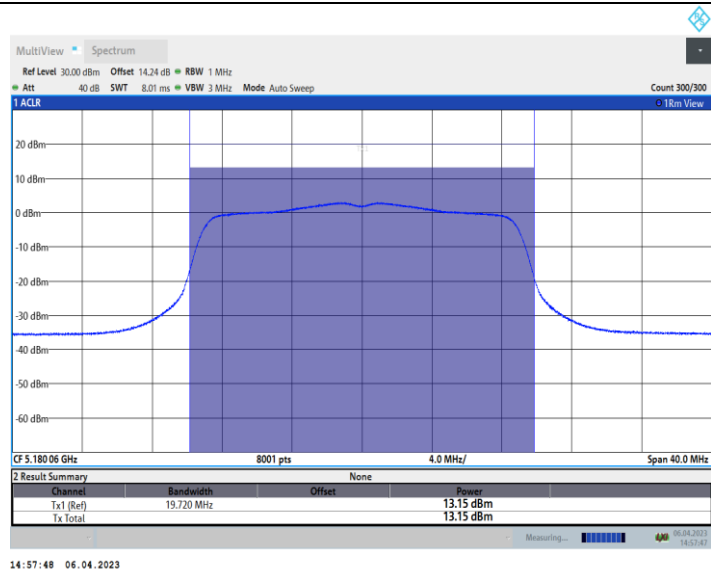 R&S
MultiView Spectrum
Ref Level 30.00 dBm Offset 14.24 dB RBW 1 MHz
Att 40 dB SWT 8.01 ms VBW 3 MHz Mode Auto Sweep Count 300/300
1 ACLR 1Rm View
20 dBm
10 dBm
0 dBm
-10 dBm
-20 dBm
-30 dBm
-40 dBm
-50 dBm
-60 dBm
CF 5.18006 GHz 8001 pts 4.0 MHz/ Span 40.0 MHz
2 Result Summary None
Channel Bandwidth Offset Power
Tx1 (Ref) 19.720 MHz 13.15 dBm
Tx Total 13.15 dBm
Measuring... 06.04.2023
14:57:47
14:57:48 06.04.2023